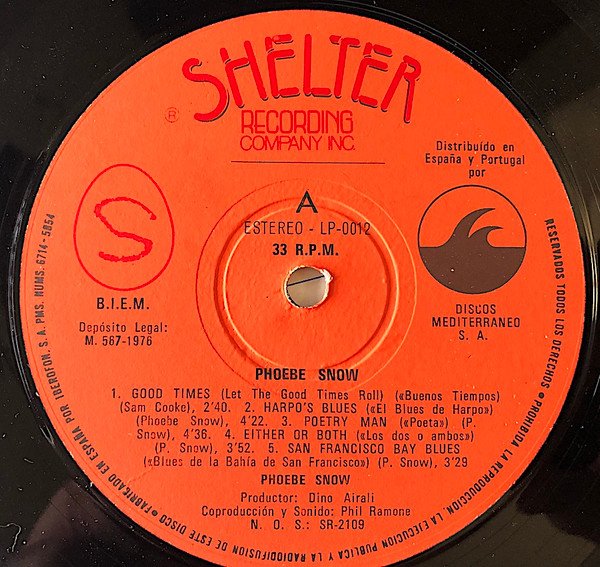 SHELTER
®
RECORDING
COMPANY INC.
Distribuído en
España y Portugal
por
S
A
ESTEREO - LP-0012
33 R.P.M.
B.I.E.M.
Depósito Legal:
M. 587-1976
DISCOS
MEDITERRANEO
S. A.
PHOEBE SNOW
1. GOOD TIMES (Let The Good Times Roll) («Buenos Tiempos)
(Sam Cooke), 2'40. 2. HARPO'S BLUES («El Blues de Harpo»)
(Phoebe Snow), 4'22. 3. POETRY MAN («Poeta») (P.
Snow), 4'36. 4. EITHER OR BOTH («Los dos o ambos»)
(P. Snow), 3'52. 5. SAN FRANCISCO BAY BLUES
(«Blues de la Bahía de San Francisco») (P. Snow), 3'29
PHOEBE SNOW
Productor: Dino Airali
Coproducción y Sonido: Phil Ramone
N. O. S.: SR-2109
RESERVADOS TODOS LOS DERECHOS • PROHIBIDA LA REPRODUCCION, LA EJECUCION PUBLICA Y LA RADIODIFUSION DE ESTE DISCO • FABRICADO EN ESPAÑA POR IBEROFON, S. A. PMS. NUMS. 6714-5854